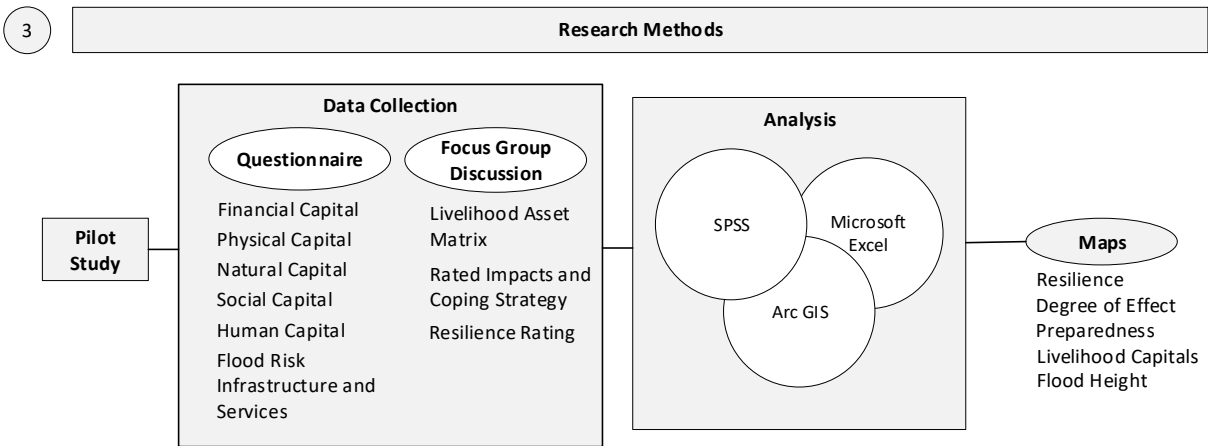 3
Research Methods
Pilot
Study
Data Collection
Questionnaire
Financial Capital
Physical Capital
Natural Capital
Social Capital
Human Capital
Flood Risk
Infrastructure and
Services
Focus Group
Discussion
Livelihood Asset
Matrix
Rated Impacts and
Coping Strategy
Resilience Rating
Analysis
SPSS
Microsoft
Excel
Arc GIS
Maps
Resilience
Degree of Effect
Preparedness
Livelihood Capitals
Flood Height